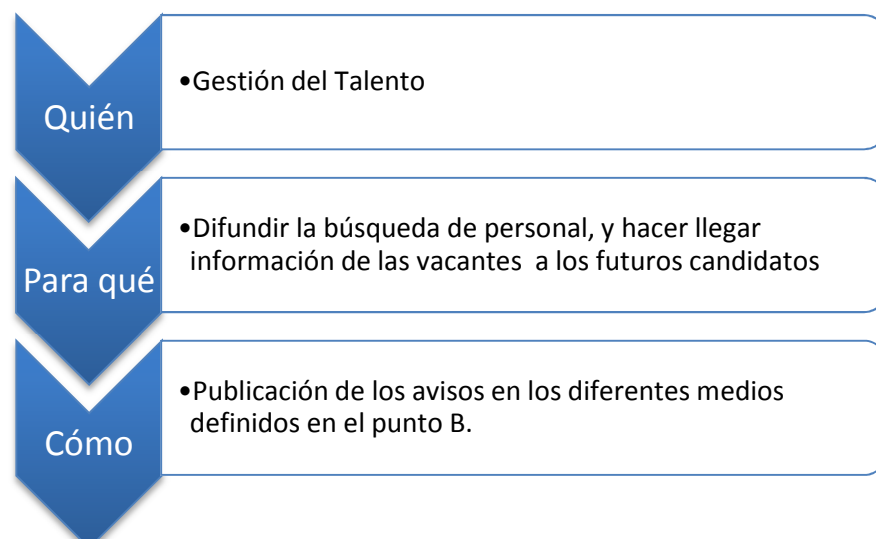 Quién
•Gestión del Talento
Para qué
•Difundir la búsqueda de personal, y hacer llegar
información de las vacantes a los futuros candidatos
Cómo
•Publicación de los avisos en los diferentes medios
definidos en el punto B.